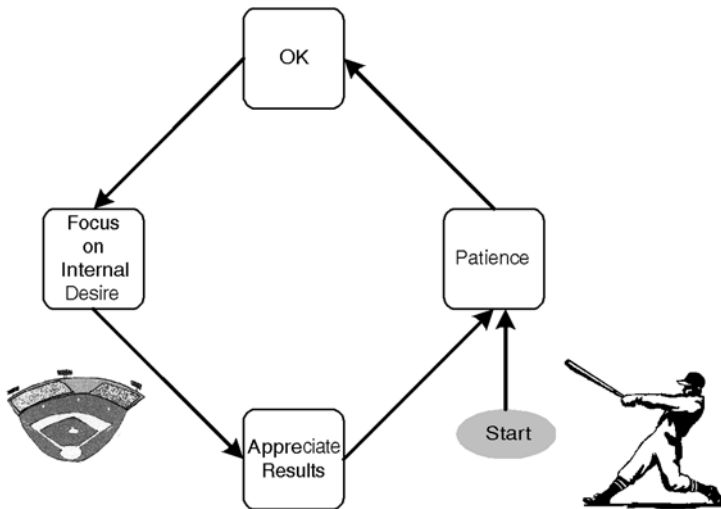 OK
Focus
on
Internal
Desire
Patience
Appreciate
Results
Start